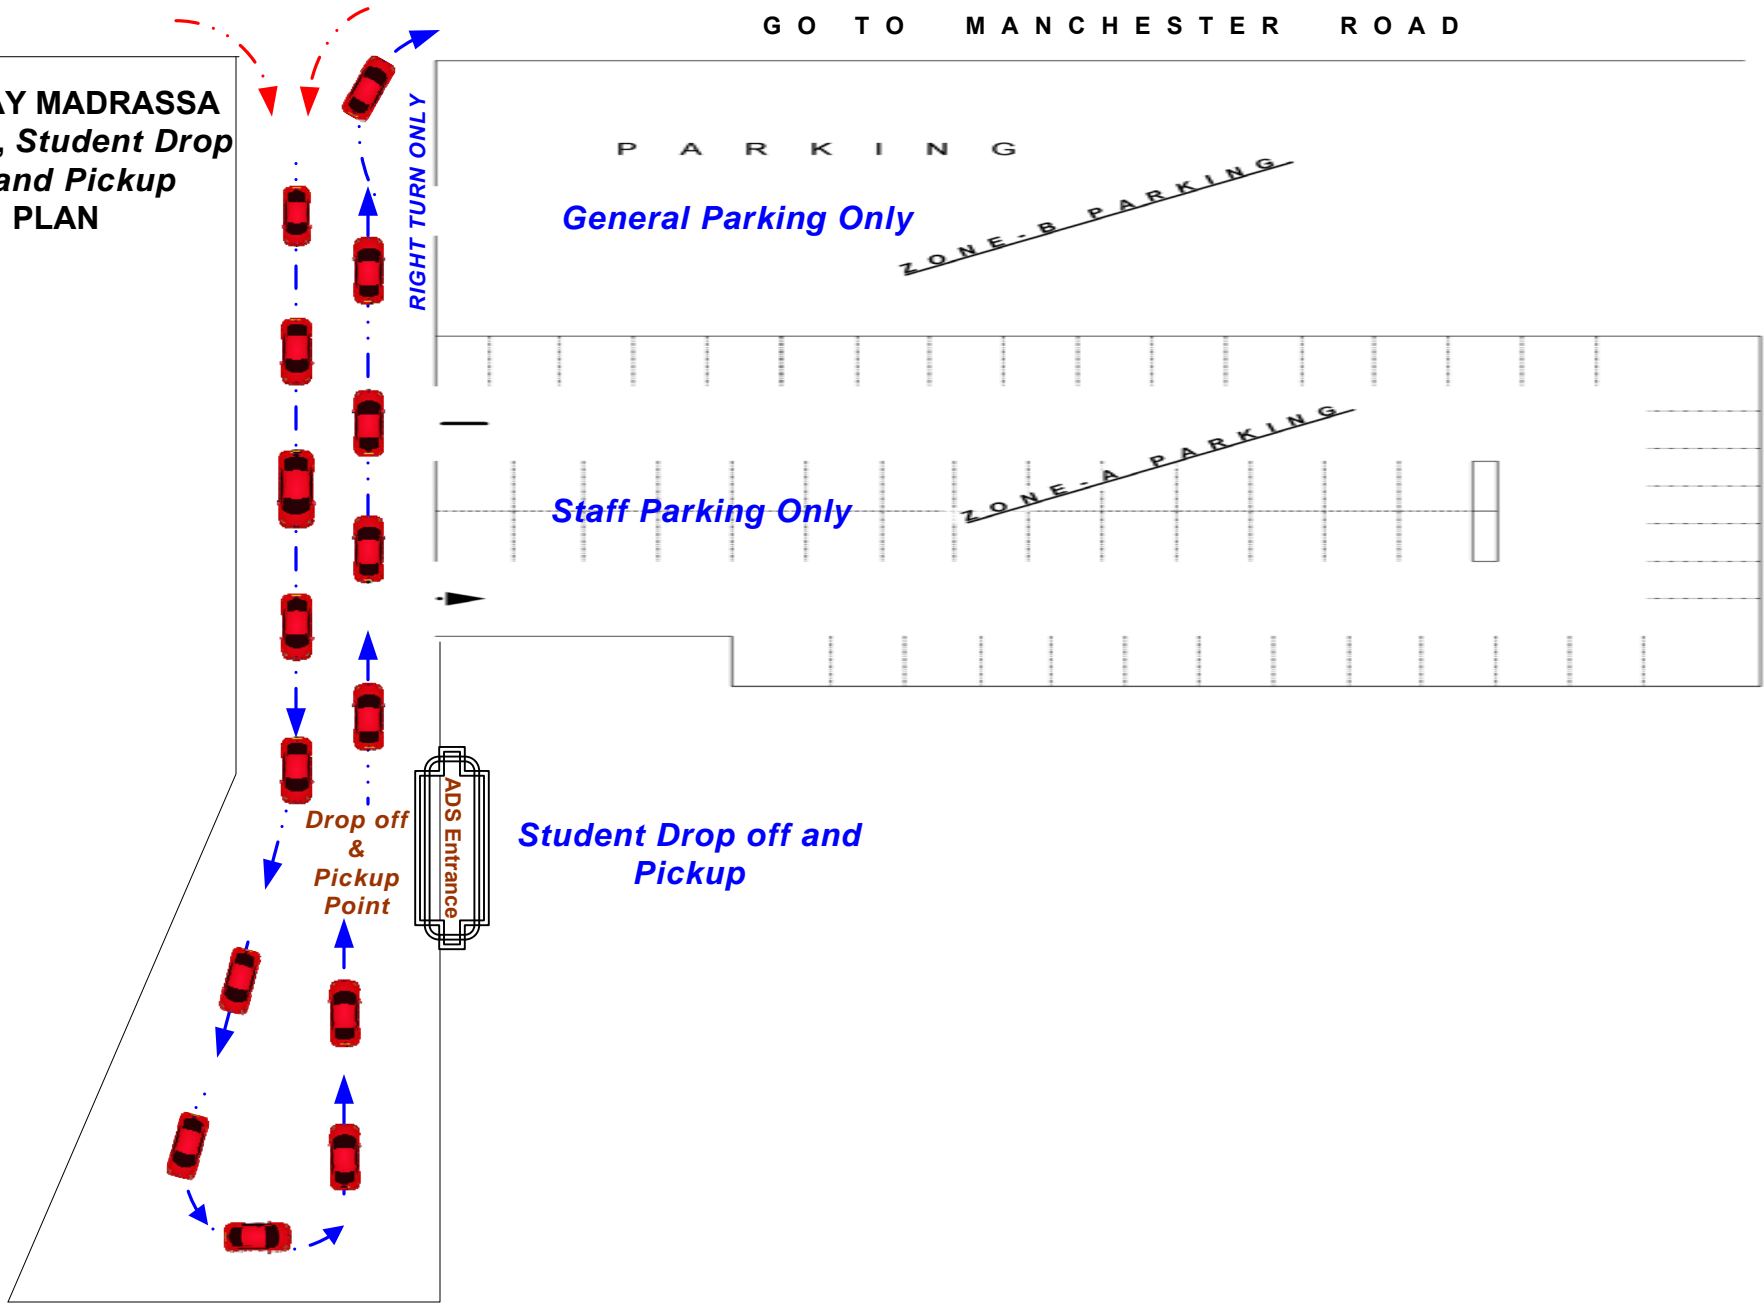 GO TO MANCHESTER ROAD
AY MADRASSA
, Student Drop
and Pickup
PLAN
RIGHT TURN ONLY
PARKING
General Parking Only
ZONE-B PARKING
ZONE-A PARKING
Staff Parking Only
Drop off
&
Pickup
Point
ADS Entrance
Student Drop off and
Pickup